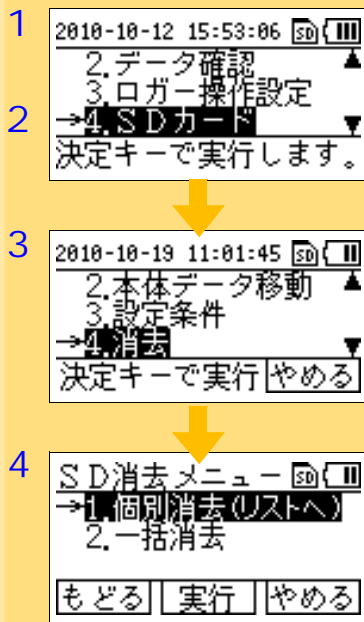 1
2010-10-12 15:53:06 SD
2.データ確認
3.ロガー操作設定
2
→4.SDカード
決定キーで実行します。
3
2010-10-19 11:01:45 SD
2.本体データ移動
3.設定条件
→4.消去
決定キーで実行 やめる
4
SD消去メニュー SD
→1.個別消去(リストへ)
2.一括消去
もどる 実行 やめる